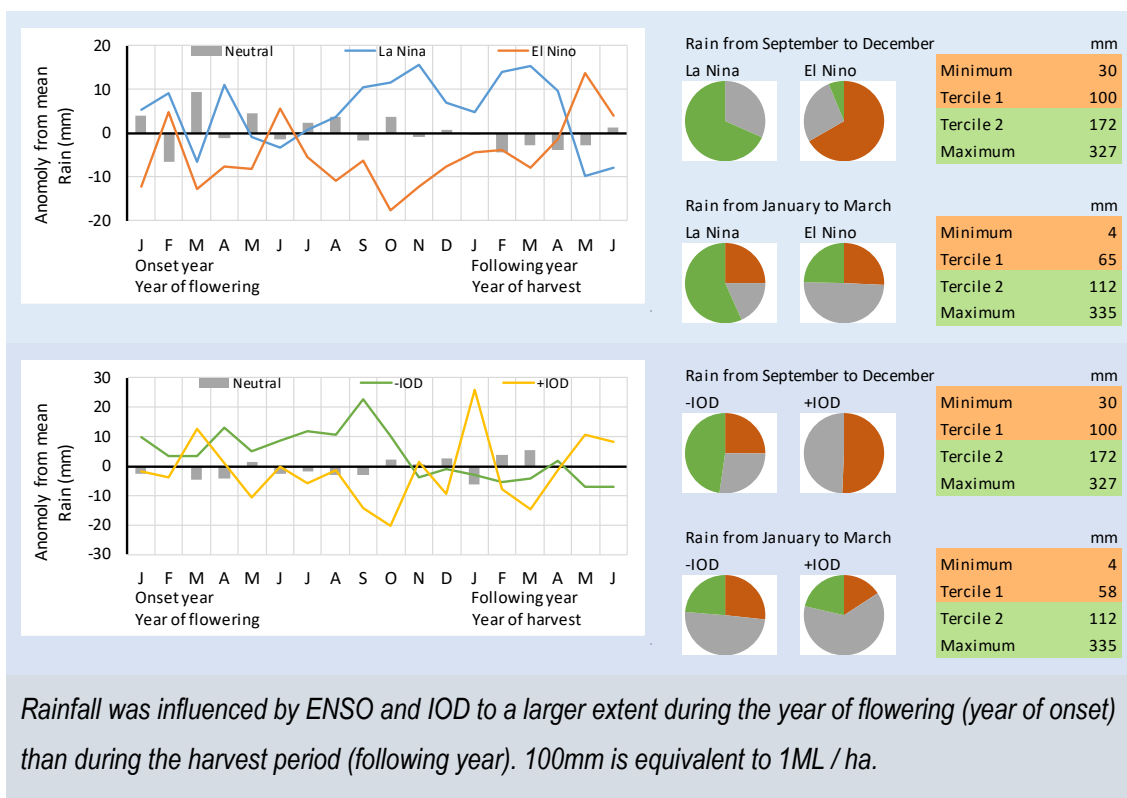 20
10
0
-10
-20
Anomoly from mean
Rain (mm)
Neutral La Nina El Nino
J F M A M J J A S O N D J F M A M J
Onset year Following year
Year of flowering Year of harvest
Rain from September to December mm
La Nina El Nino
Minimum 30
Tercile 1 100
Tercile 2 172
Maximum 327
Rain from January to March mm
La Nina El Nino
Minimum 4
Tercile 1 65
Tercile 2 112
Maximum 335
30
20
10
0
-10
-20
-30
Anomoly from mean
Rain (mm)
Neutral -IOD +IOD
J F M A M J J A S O N D J F M A M J
Onset year Following year
Year of flowering Year of harvest
Rain from September to December mm
-IOD +IOD
Minimum 30
Tercile 1 100
Tercile 2 172
Maximum 327
Rain from January to March mm
-IOD +IOD
Minimum 4
Tercile 1 58
Tercile 2 112
Maximum 335
Rainfall was influenced by ENSO and IOD to a larger extent during the year of flowering (year of onset)
than during the harvest period (following year). 100mm is equivalent to 1ML / ha.